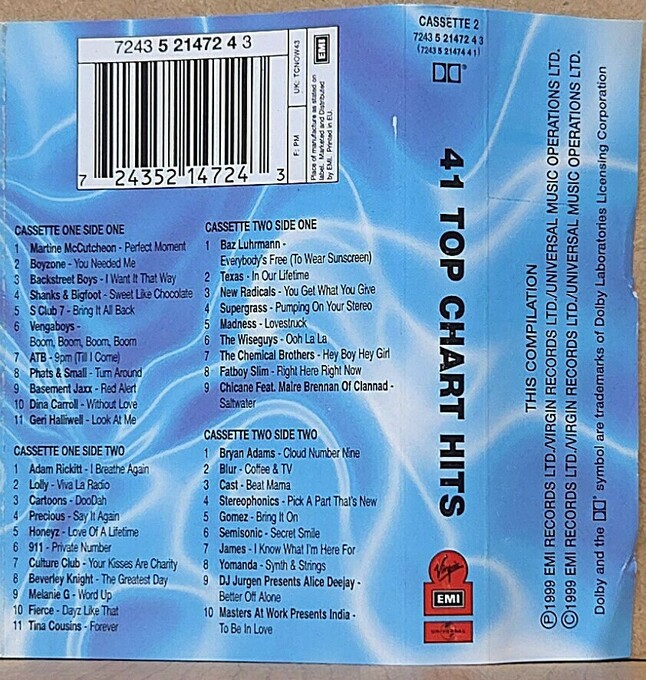 7243 5 21472 4 3
7 24352 14724 3
F: PM
UK: TCNOW43
EMI
Place of manufacture as stated on
label. Marketed and Distributed
by EMI. Printed in EU.
CASSETTE ONE SIDE ONE
1 Martine McCutcheon - Perfect Moment
2 Boyzone - You Needed Me
3 Backstreet Boys - I Want It That Way
4 Shanks & Bigfoot - Sweet Like Chocolate
5 S Club 7 - Bring It All Back
6 Vengaboys -
Boom, Boom, Boom, Boom
7 ATB - 9pm (Till I Come)
8 Phats & Small - Turn Around
9 Basement Jaxx - Red Alert
10 Dina Carroll - Without Love
11 Geri Halliwell - Look At Me
CASSETTE ONE SIDE TWO
1 Adam Rickitt - I Breathe Again
2 Lolly - Viva La Radio
3 Cartoons - DooDah
4 Precious - Say It Again
5 Honeyz - Love Of A Lifetime
6 911 - Private Number
7 Culture Club - Your Kisses Are Charity
8 Beverley Knight - The Greatest Day
9 Melanie G - Word Up
10 Fierce - Dayz Like That
11 Tina Cousins - Forever
CASSETTE TWO SIDE ONE
1 Baz Luhrmann -
Everybody's Free (To Wear Sunscreen)
2 Texas - In Our Lifetime
3 New Radicals - You Get What You Give
4 Supergrass - Pumping On Your Stereo
5 Madness - Lovestruck
6 The Wiseguys - Ooh La La
7 The Chemical Brothers - Hey Boy Hey Girl
8 Fatboy Slim - Right Here Right Now
9 Chicane Feat. Maire Brennan Of Clannad -
Saltwater
CASSETTE TWO SIDE TWO
1 Bryan Adams - Cloud Number Nine
2 Blur - Coffee & TV
3 Cast - Beat Mama
4 Stereophonics - Pick A Part That's New
5 Gomez - Bring It On
6 Semisonic - Secret Smile
7 James - I Know What I'm Here For
8 Yomanda - Synth & Strings
9 DJ Jurgen Presents Alice Deejay -
Better Off Alone
10 Masters At Work Presents India -
To Be In Love
CASSETTE 2
7243 5 21472 4 3
(7243 5 21474 4 1)
41 TOP CHART HITS
Virgin
EMI
UNIVERSAL
THIS COMPILATION
℗1999 EMI RECORDS LTD./VIRGIN RECORDS LTD./UNIVERSAL MUSIC OPERATIONS LTD.
©1999 EMI RECORDS LTD./VIRGIN RECORDS LTD./UNIVERSAL MUSIC OPERATIONS LTD.
Dolby and the symbol are trademarks of Dolby Laboratories Licensing Corporation